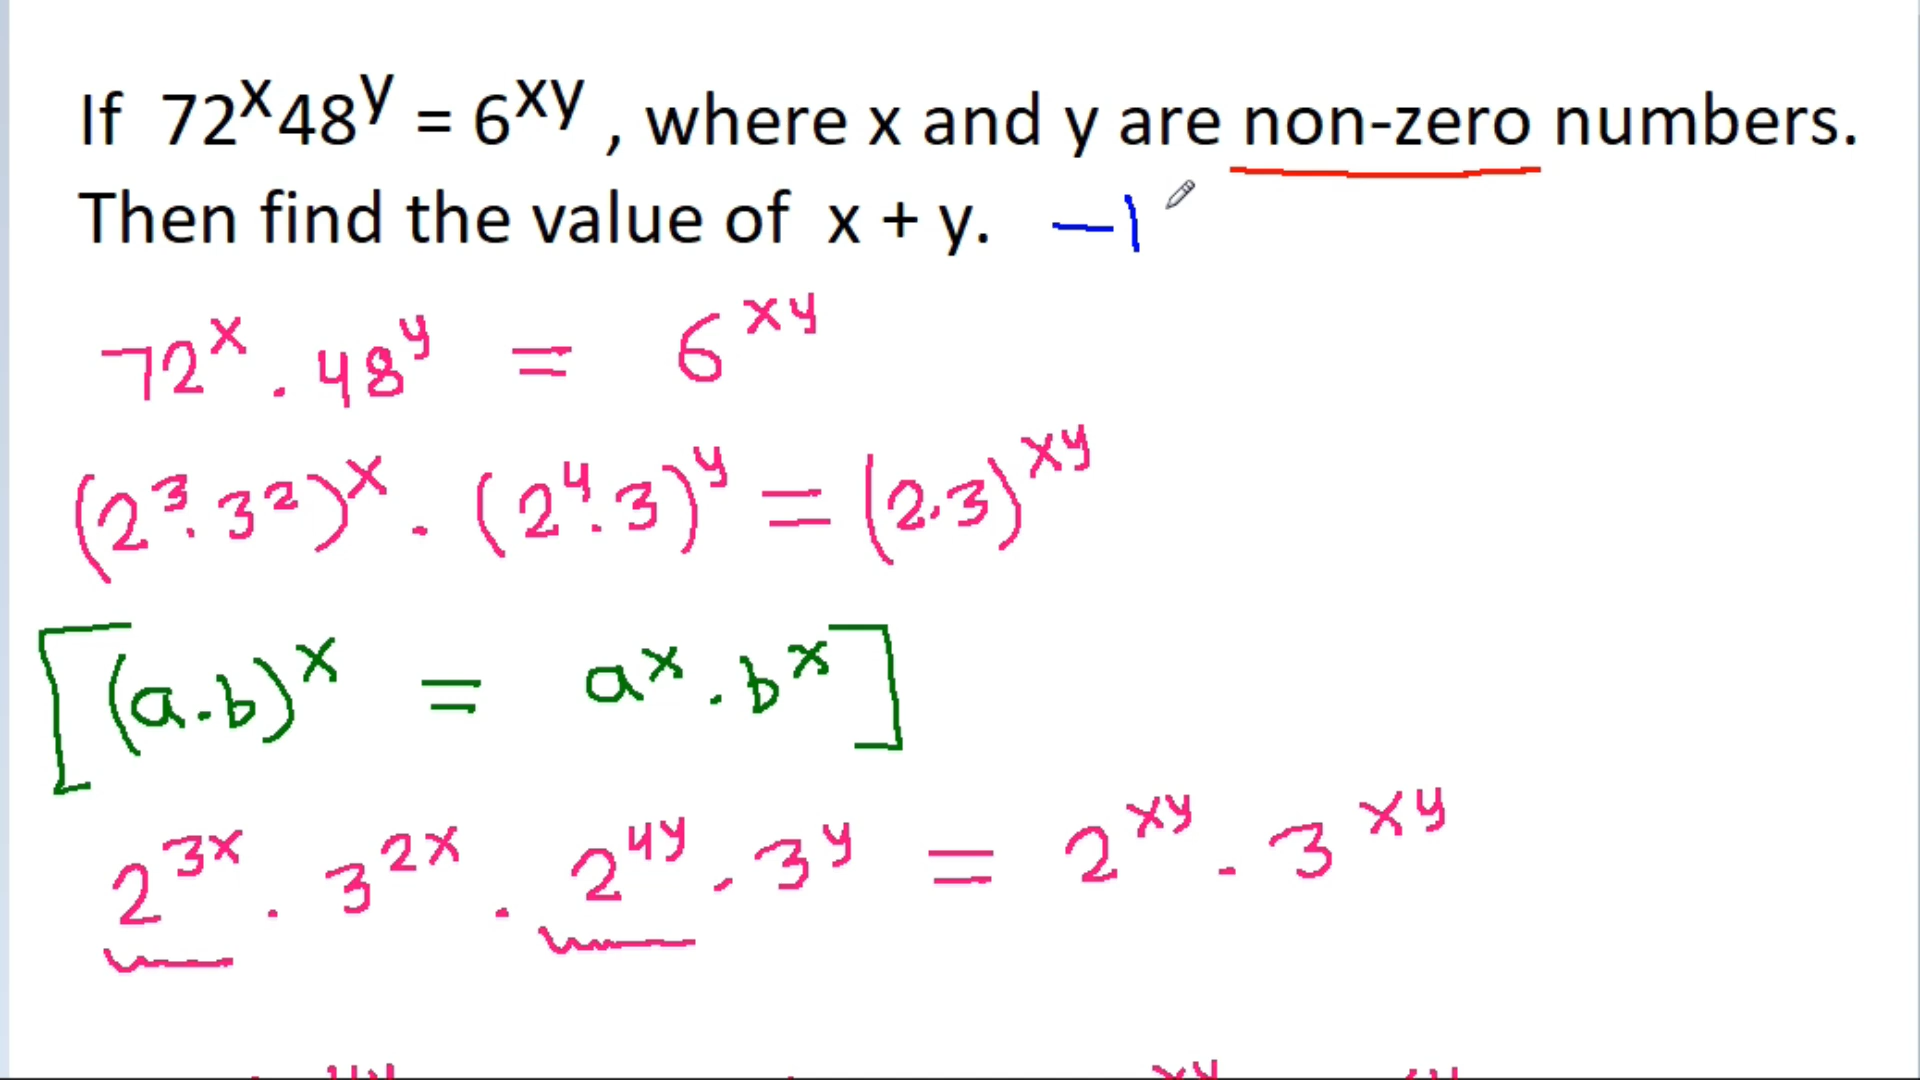 If 72^x48^y = 6^xy , where x and y are non-zero numbers.
Then find the value of x + y. -1
72^x . 48^y = 6^xy
(2^3 . 3^2)^x . (2^4 . 3)^y = (2.3)^xy
[(a.b)^x = a^x . b^x]
2^3x . 3^2x . 2^4y . 3^y = 2^xy . 3^xy